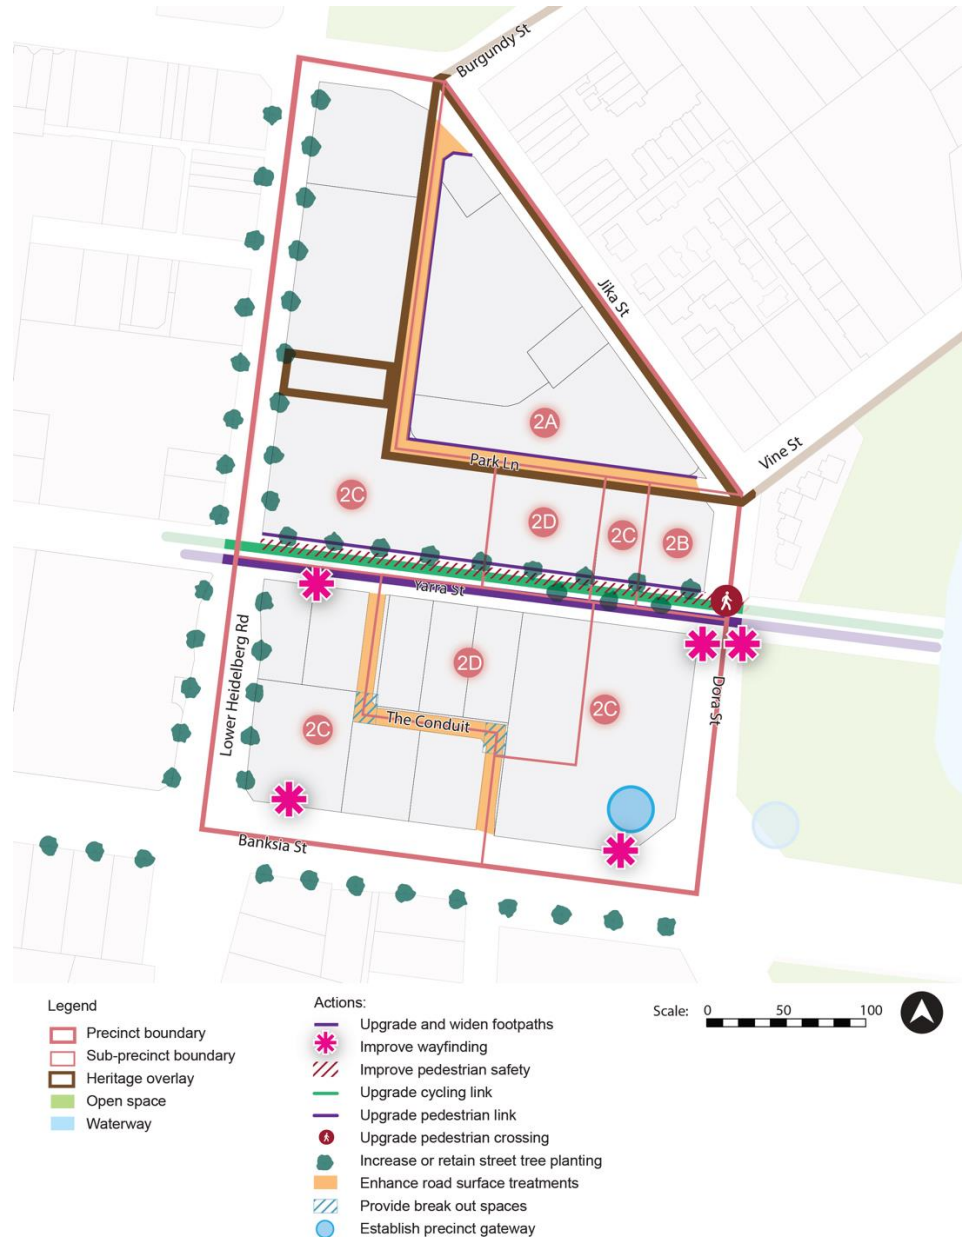 Burgundy St
Jika St
Vine St
2A
Park Ln
2C
2D
2C
2B
Yarra St
Lower Heidelberg Rd
2D
Dora St
2C
The Conduit
2C
Banksia St
Legend
Precinct boundary
Sub-precinct boundary
Heritage overlay
Open space
Waterway
Actions:
Upgrade and widen footpaths
Improve wayfinding
Improve pedestrian safety
Upgrade cycling link
Upgrade pedestrian link
Upgrade pedestrian crossing
Increase or retain street tree planting
Enhance road surface treatments
Provide break out spaces
Establish precinct gateway
Scale: 0 50 100